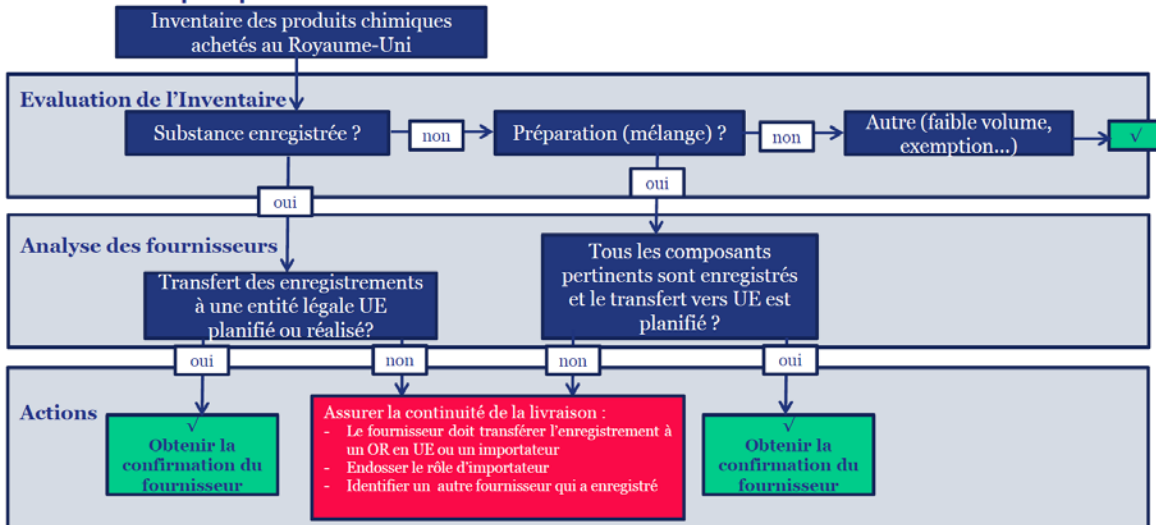 Inventaire des produits chimiques
achetés au Royaume-Uni
Evaluation de l'Inventaire
Substance enregistrée ?
non
Préparation (mélange) ?
non
Autre (faible volume,
exemption...)
√
oui
oui
Analyse des fournisseurs
Transfert des enregistrements
à une entité légale UE
planifié ou réalisé?
Tous les composants
pertinents sont enregistrés
et le transfert vers UE est
planifié ?
oui
non
non
oui
Actions
√
Obtenir la
confirmation du
fournisseur
Assurer la continuité de la livraison :
- Le fournisseur doit transférer l'enregistrement à
un OR en UE ou un importateur
- Endosser le rôle d'importateur
- Identifier un autre fournisseur qui a enregistré
√
Obtenir la
confirmation du
fournisseur